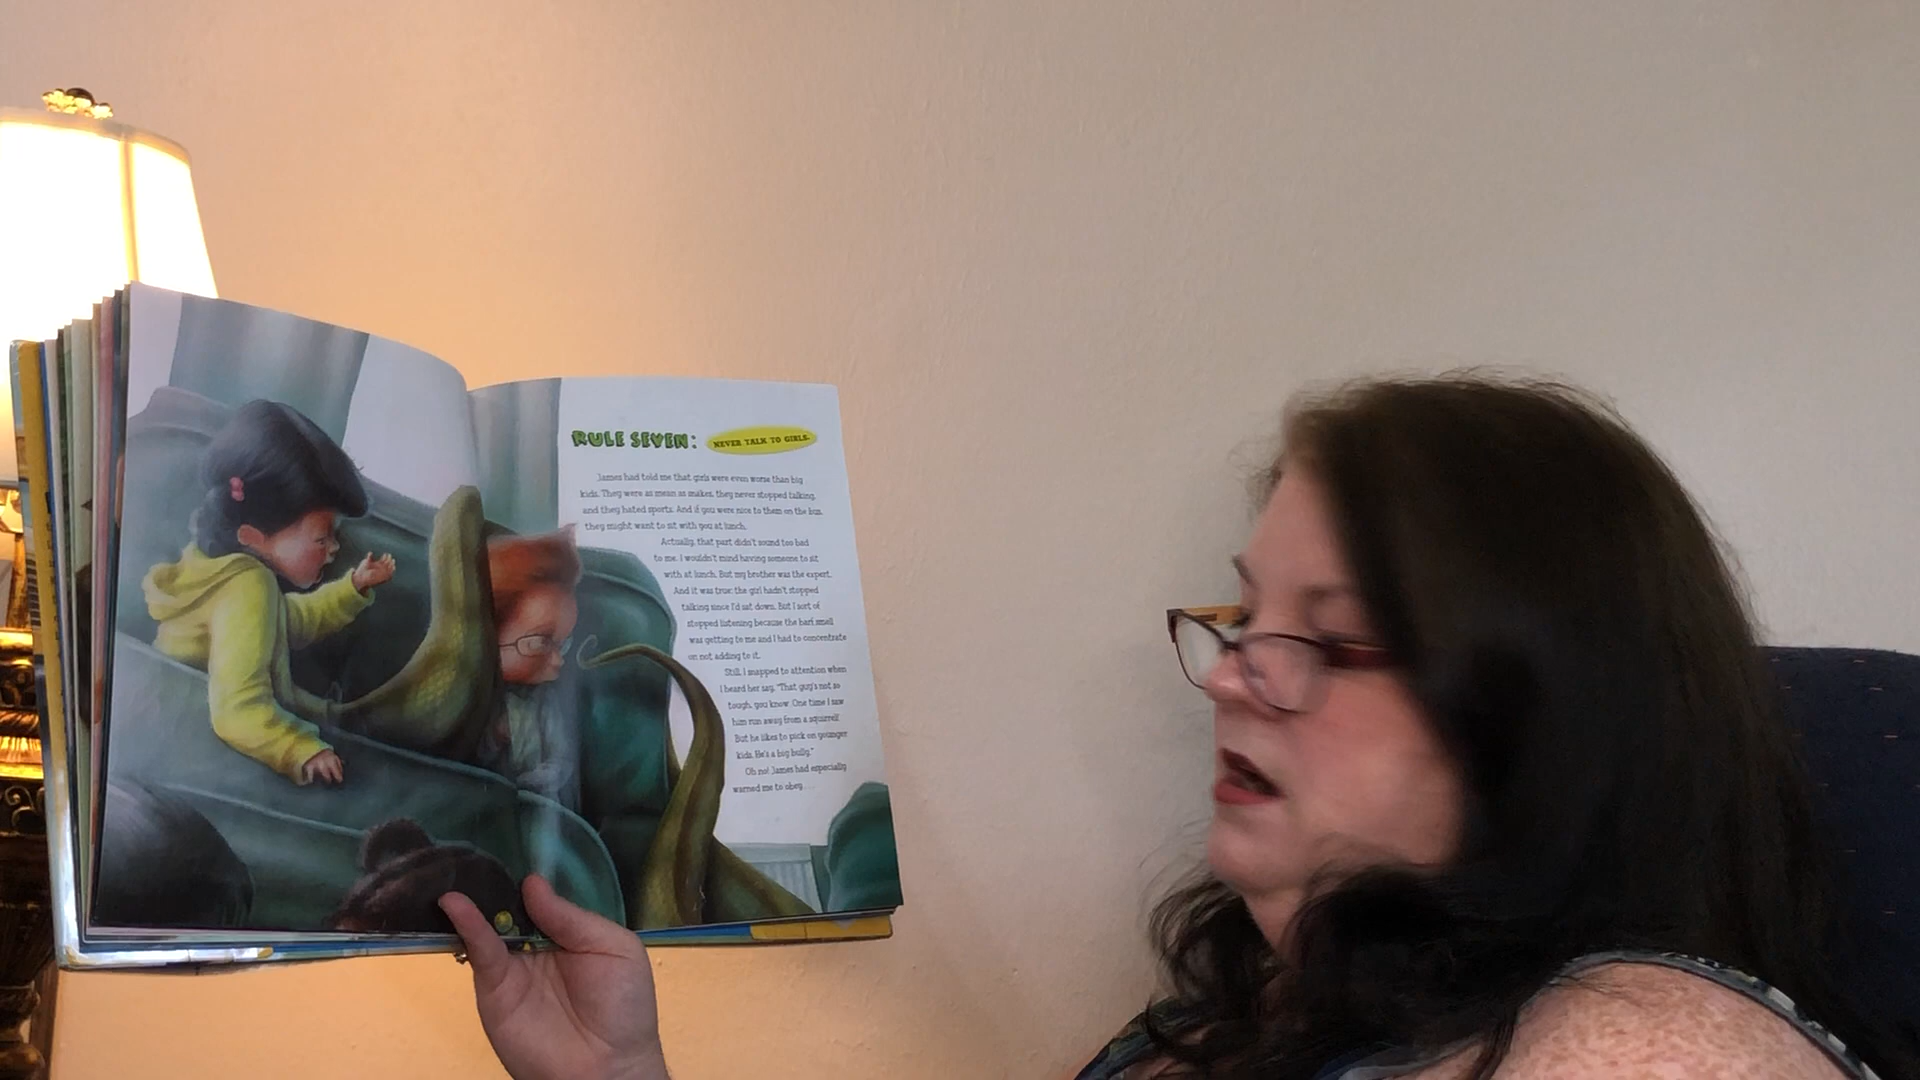 RULE SEVEN: NEVER TALK TO GIRLS.
James had told me that girls were even worse than big
kids. They were as mean as snakes, they never stopped talking,
and they hated sports. And if you were nice to them on the bus,
they might want to sit with you at lunch.
Actually, that part didn't sound too bad
to me. I wouldn't mind having someone to sit
with at lunch. But my brother was the expert.
And it was true: the girl hadn't stopped
talking since I'd sat down. But I sort of
stopped listening because the barf smell
was getting to me and I had to concentrate
on not adding to it.
Still, I snapped to attention when
I heard her say, "That guy's not so
tough, you know. One time I saw
him run away from a squirrel!
But he likes to pick on younger
kids. He's a big bully."
Oh no! James had especially
warned me to obey . . .